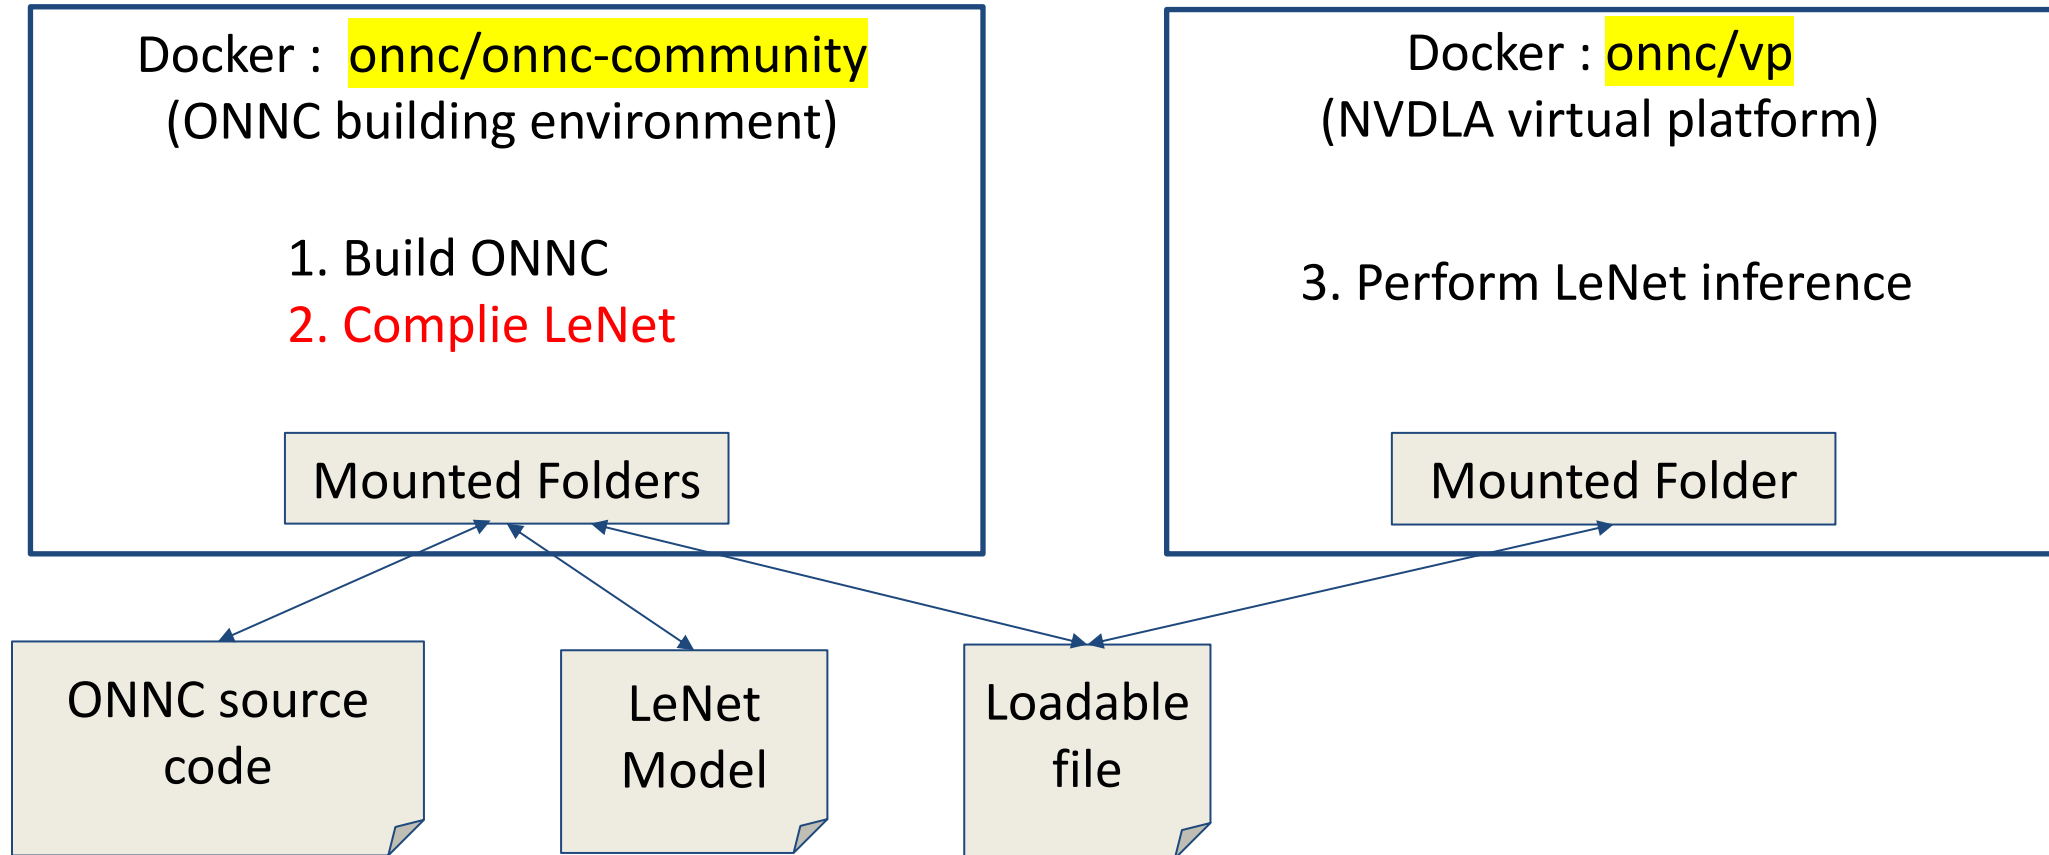 Docker :  onnc/onnc-community
(ONNC building environment)
1. Build ONNC
2. Complie LeNet
Mounted Folders
Docker : onnc/vp
(NVDLA virtual platform)
3. Perform LeNet inference
Mounted Folder
ONNC source
code
LeNet
Model
Loadable
file